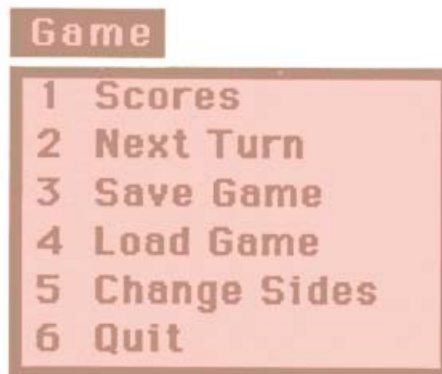 Game
1 Scores
2 Next Turn
3 Save Game
4 Load Game
5 Change Sides
6 Quit